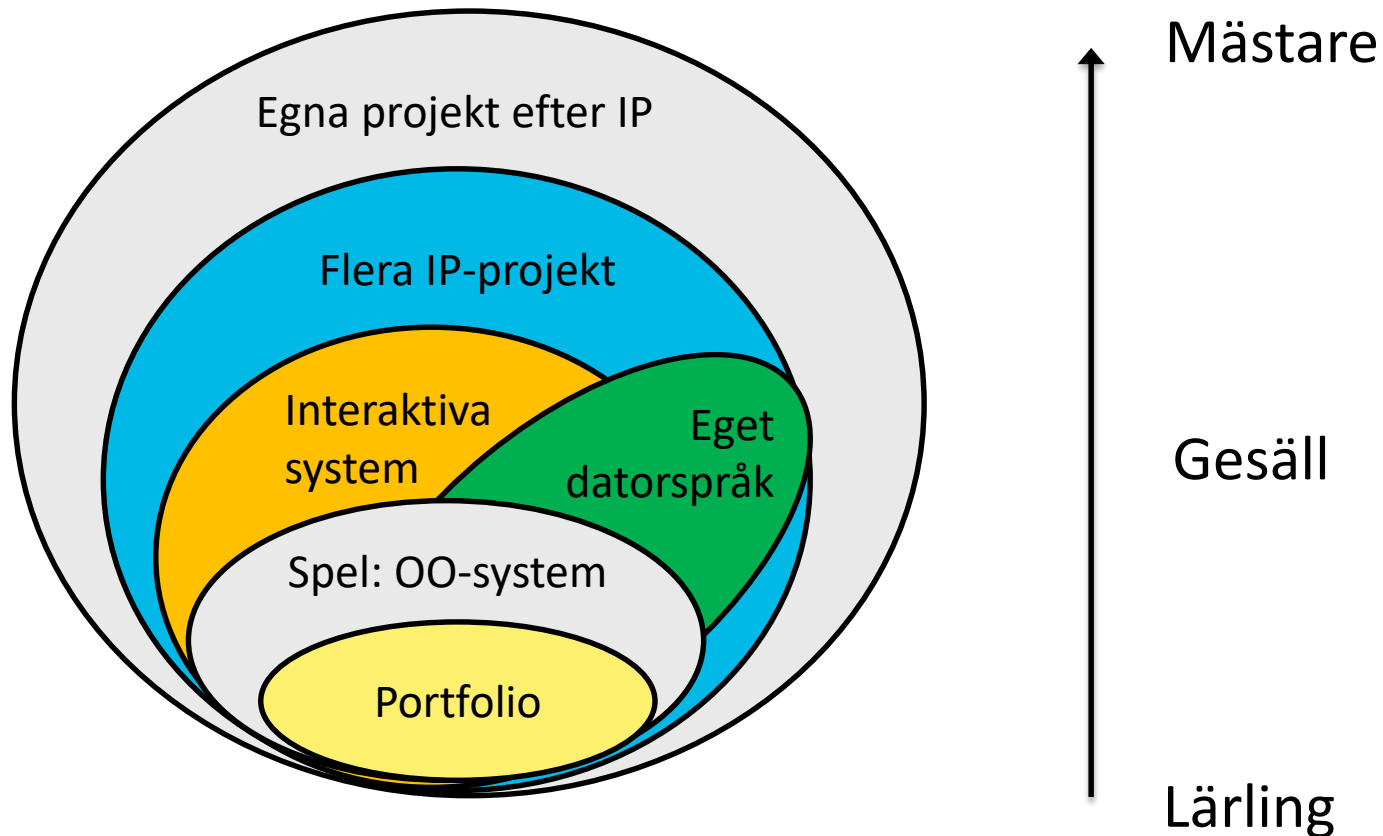 Mästare
Egna projekt efter IP
Flera IP-projekt
Interaktiva
system
Eget
datorspråk
Gesäll
Spel: OO-system
Portfolio
Lärling